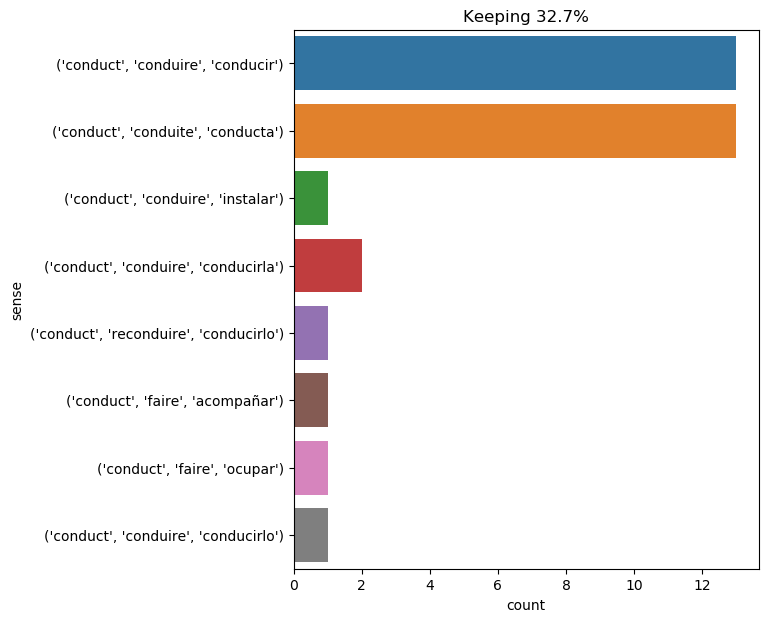 Keeping 32.7%
('conduct', 'conduire', 'conducir')
('conduct', 'conduite', 'conducta')
('conduct', 'conduire', 'instalar')
('conduct', 'conduire', 'conducirla')
('conduct', 'reconduire', 'conducirlo')
('conduct', 'faire', 'acompañar')
('conduct', 'faire', 'ocupar')
('conduct', 'conduire', 'conducirlo')
sense
0 2 4 6 8 10 12
count